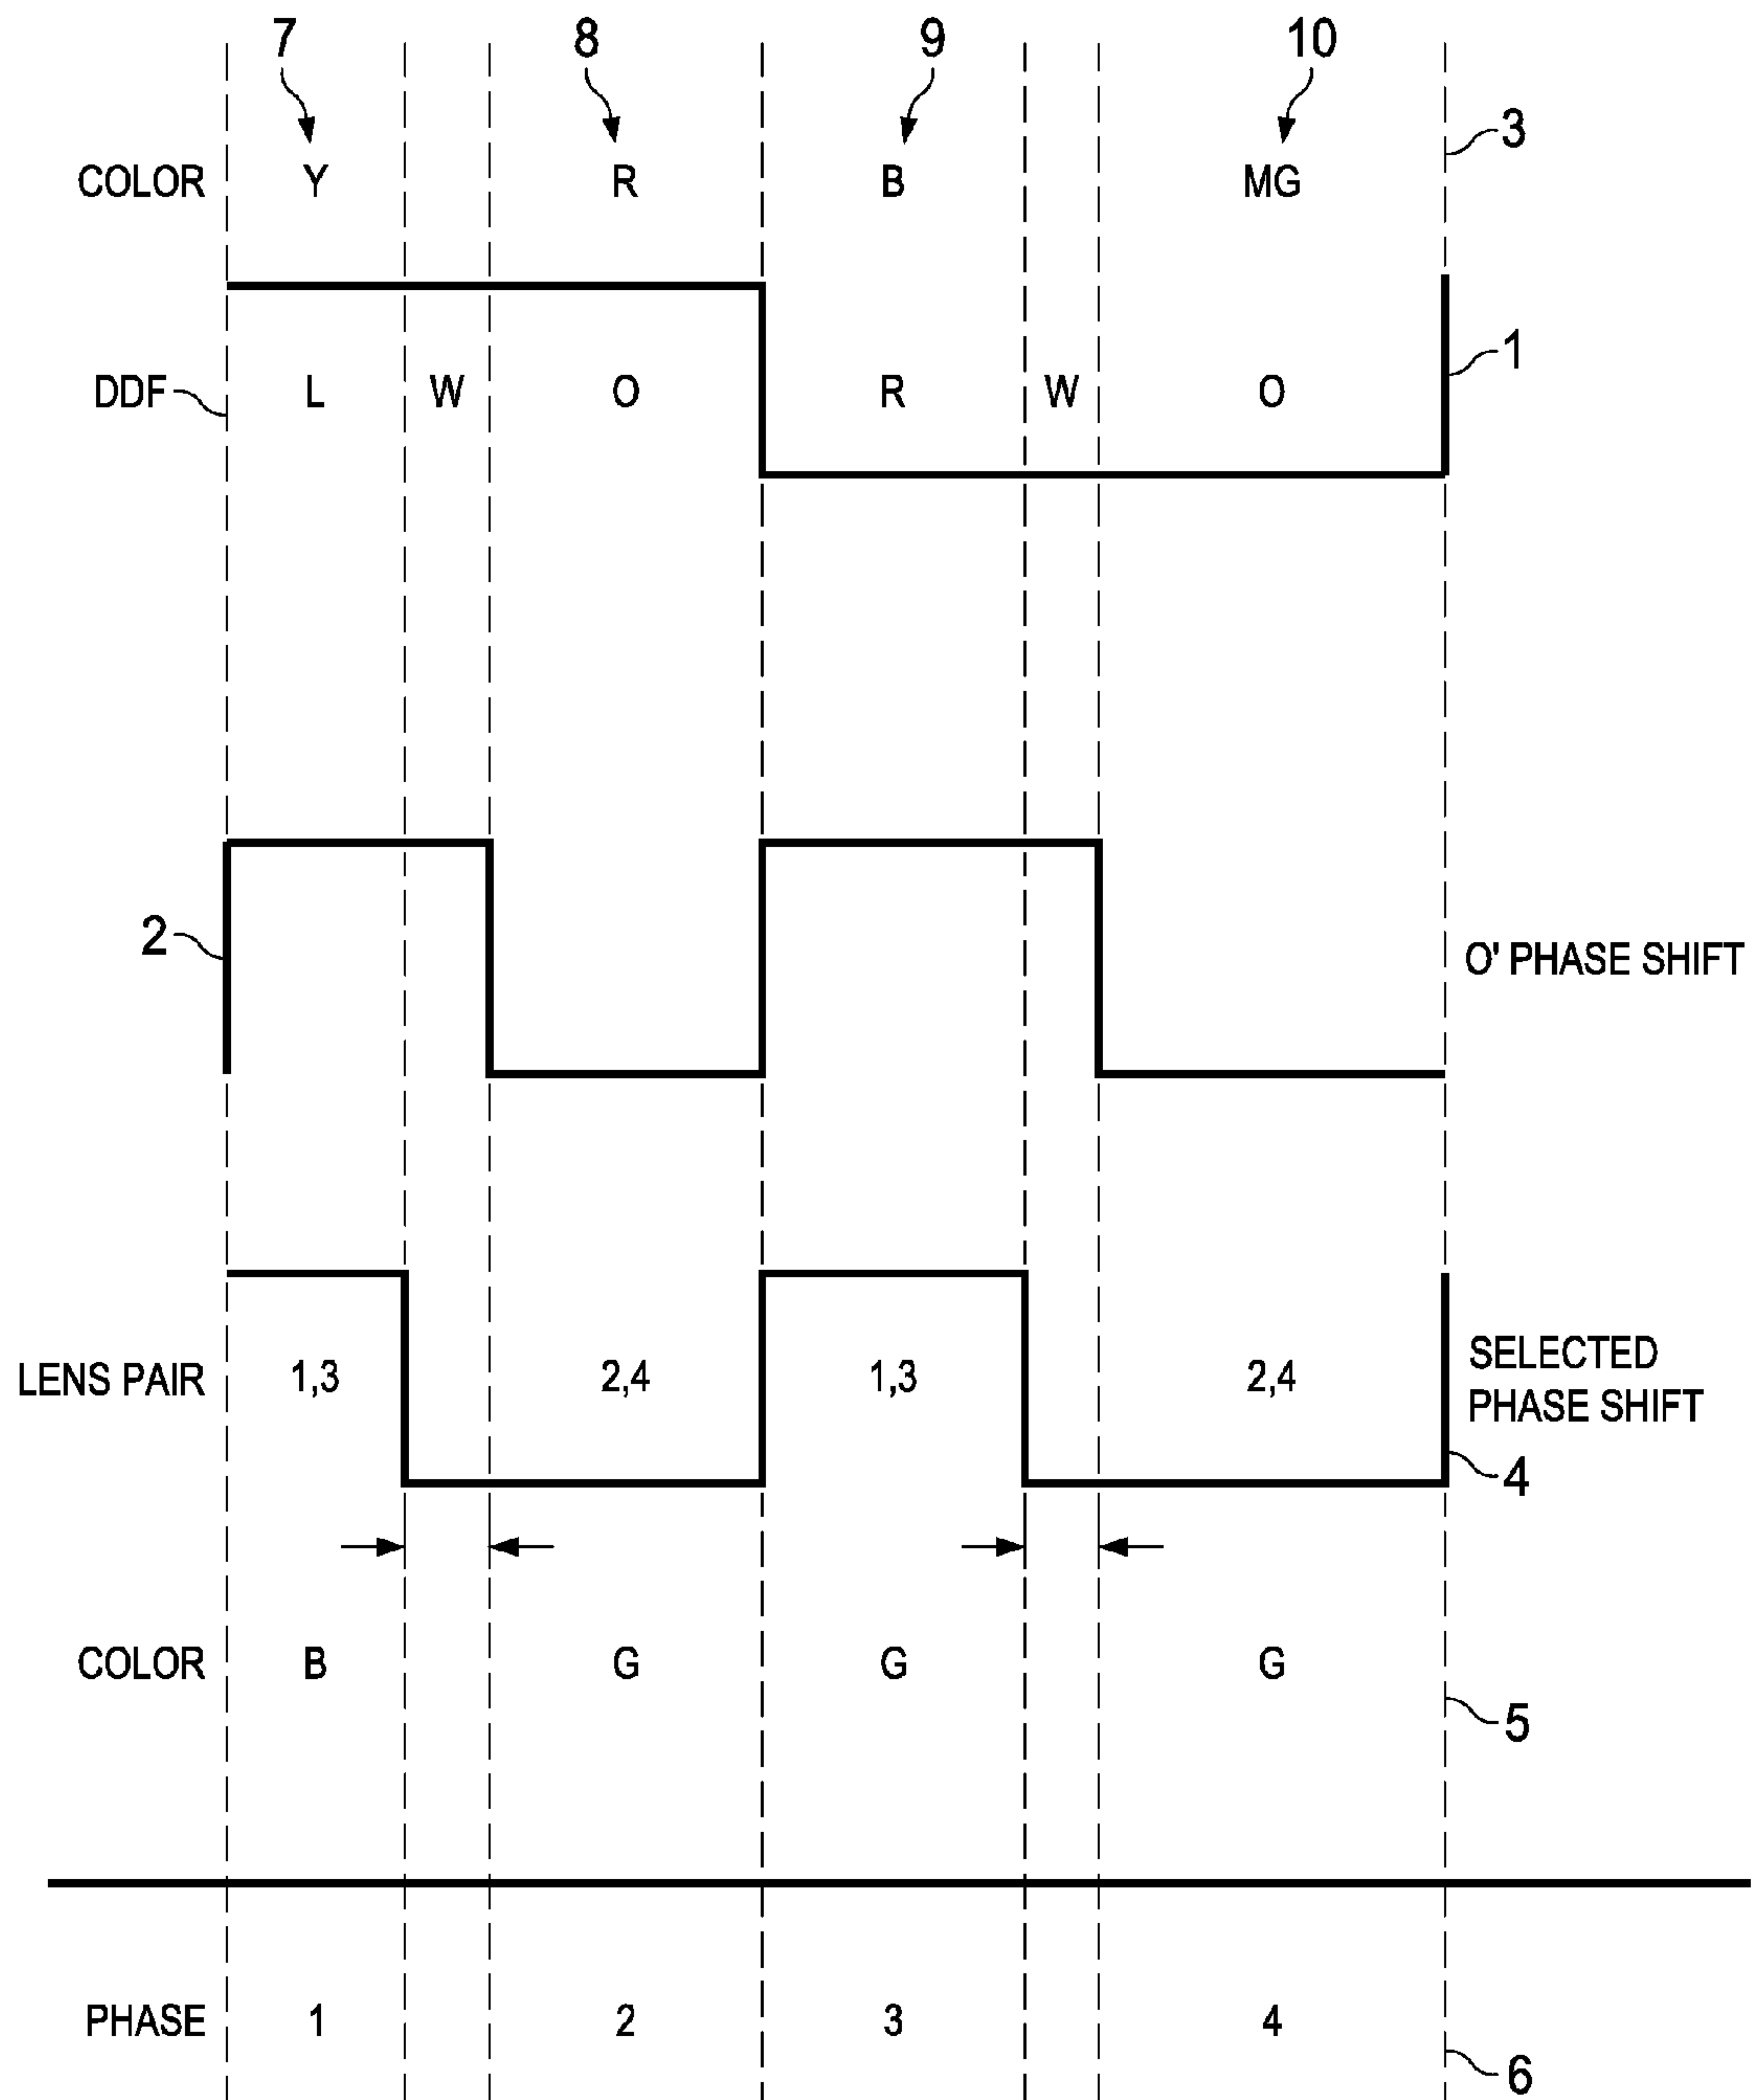 7 8 9 10
3
COLOR Y R B MG
1
DDF L W O R W O
2
O' PHASE SHIFT
LENS PAIR 1,3 2,4 1,3 2,4
SELECTED
PHASE SHIFT
4
COLOR B G G G
5
PHASE 1 2 3 4
6